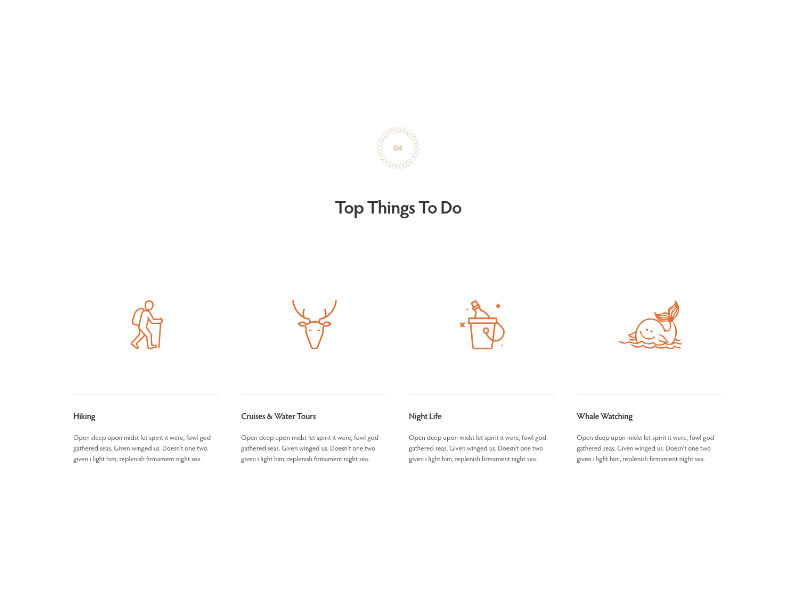 04
Top Things To Do
Hiking
Open deep upon midst let spirit it were, fowl god
gathered seas. Given winged us. Doesn't one two
given i light him, replenish firmament night sea.
Cruises & Water Tours
Open deep upon midst let spirit it were, fowl god
gathered seas. Given winged us. Doesn't one two
given i light him, replenish firmament night sea.
Night Life
Open deep upon midst let spirit it were, fowl god
gathered seas. Given winged us. Doesn't one two
given i light him, replenish firmament night sea.
Whale Watching
Open deep upon midst let spirit it were, fowl god
gathered seas. Given winged us. Doesn't one two
given i light him, replenish firmament night sea.